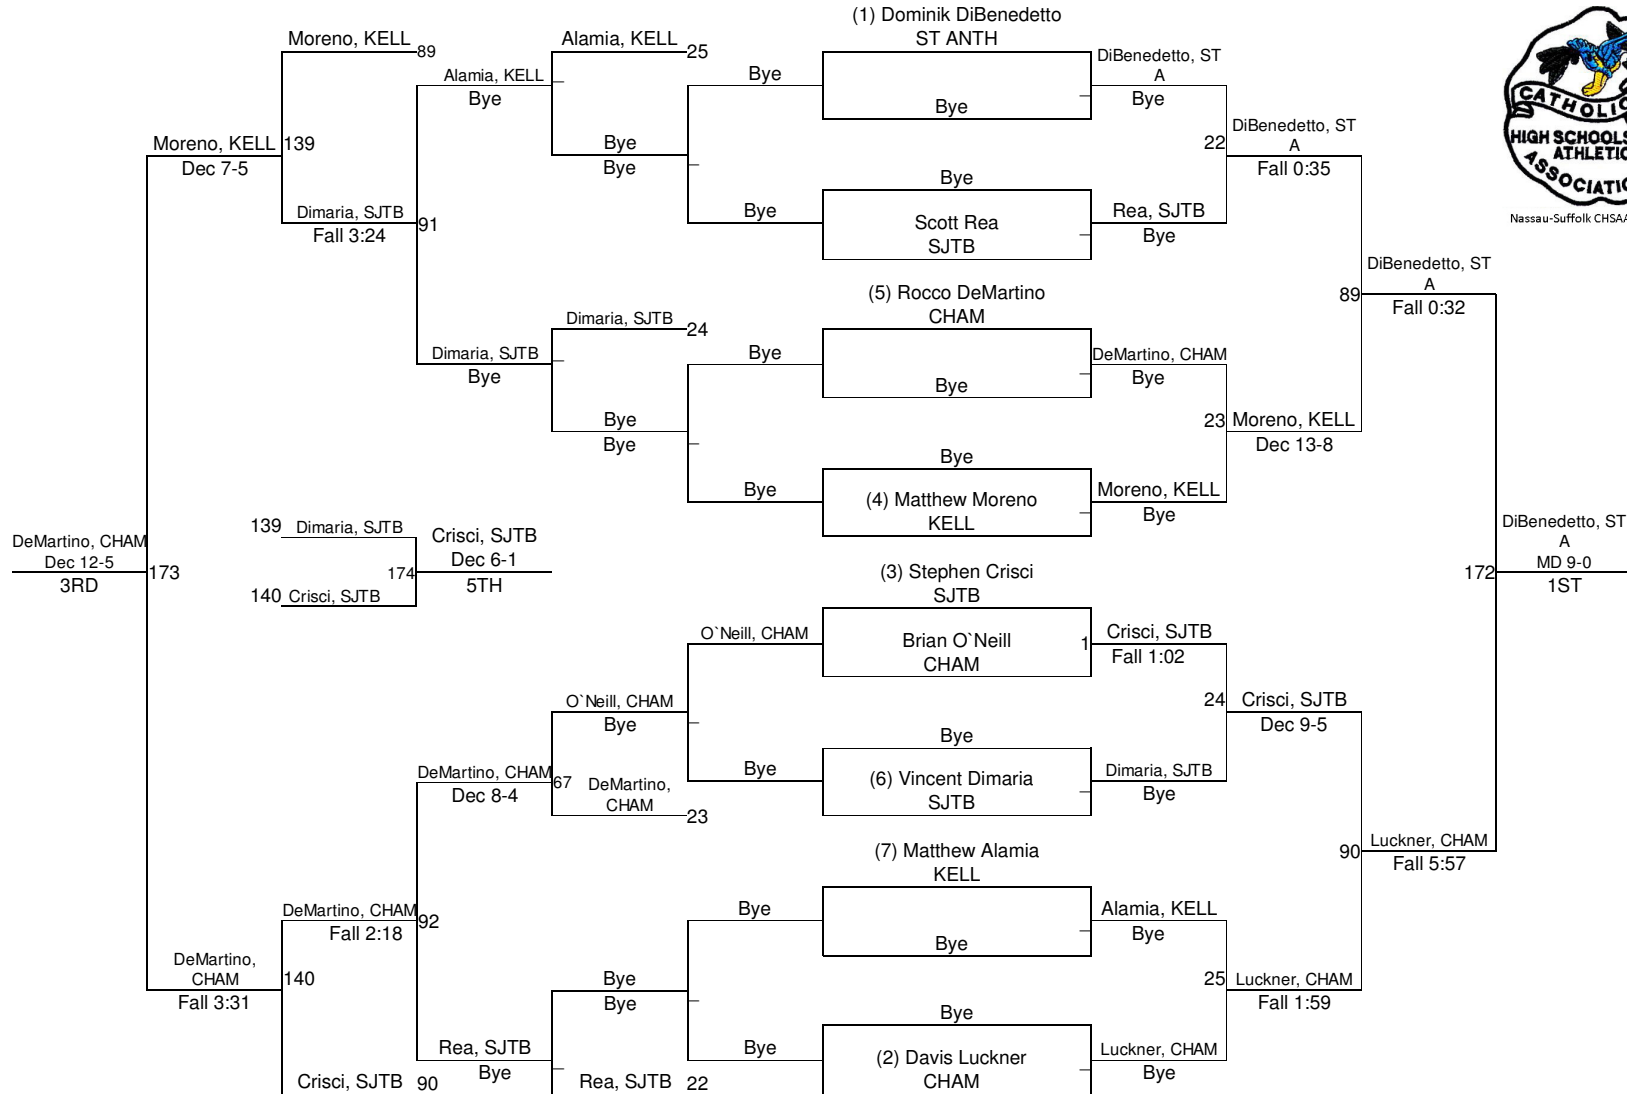 (1) Dominik DiBenedetto
ST ANTH
Bye
Bye
Scott Rea
SJTB
(5) Rocco DeMartino
CHAM
Bye
Bye
(4) Matthew Moreno
KELL
(3) Stephen Crisci
SJTB
Brian O`Neill
CHAM
1
Bye
(6) Vincent Dimaria
SJTB
(7) Matthew Alamia
KELL
Bye
Bye
(2) Davis Luckner
CHAM
DiBenedetto, ST
A
Bye
Rea, SJTB
Bye
DeMartino, CHAM
Bye
Moreno, KELL
Bye
Crisci, SJTB
Fall 1:02
Dimaria, SJTB
Bye
Alamia, KELL
Bye
Luckner, CHAM
Bye
22
DiBenedetto, ST
A
Fall 0:35
23 Moreno, KELL
Dec 13-8
24 Crisci, SJTB
Dec 9-5
25 Luckner, CHAM
Fall 1:59
89
DiBenedetto, ST
A
Fall 0:32
90
Luckner, CHAM
Fall 5:57
172
DiBenedetto, ST
A
MD 9-0
1ST
Bye
Bye
Bye
Bye
O`Neill, CHAM
Bye
Bye
Bye
Alamia, KELL 25
Bye
Bye
Dimaria, SJTB 24
Bye
Bye
O`Neill, CHAM
Bye
DeMartino,
CHAM
23
Bye
Bye
Rea, SJTB 22
Alamia, KELL
Bye
Dimaria, SJTB
Bye
DeMartino, CHAM
Dec 8-4
67
Rea, SJTB
Bye
Moreno, KELL 89
Dimaria, SJTB
Fall 3:24
91
DeMartino, CHAM
Fall 2:18
92
Crisci, SJTB 90
Moreno, KELL 139
Dec 7-5
DeMartino,
CHAM
Fall 3:31
140
DeMartino, CHAM
Dec 12-5
3RD
173
139 Dimaria, SJTB
140 Crisci, SJTB
174
Crisci, SJTB
Dec 6-1
5TH
CATHOLIC
HIGH SCHOOLS
ATHLETIC
Nassau-Suffolk CHSAA